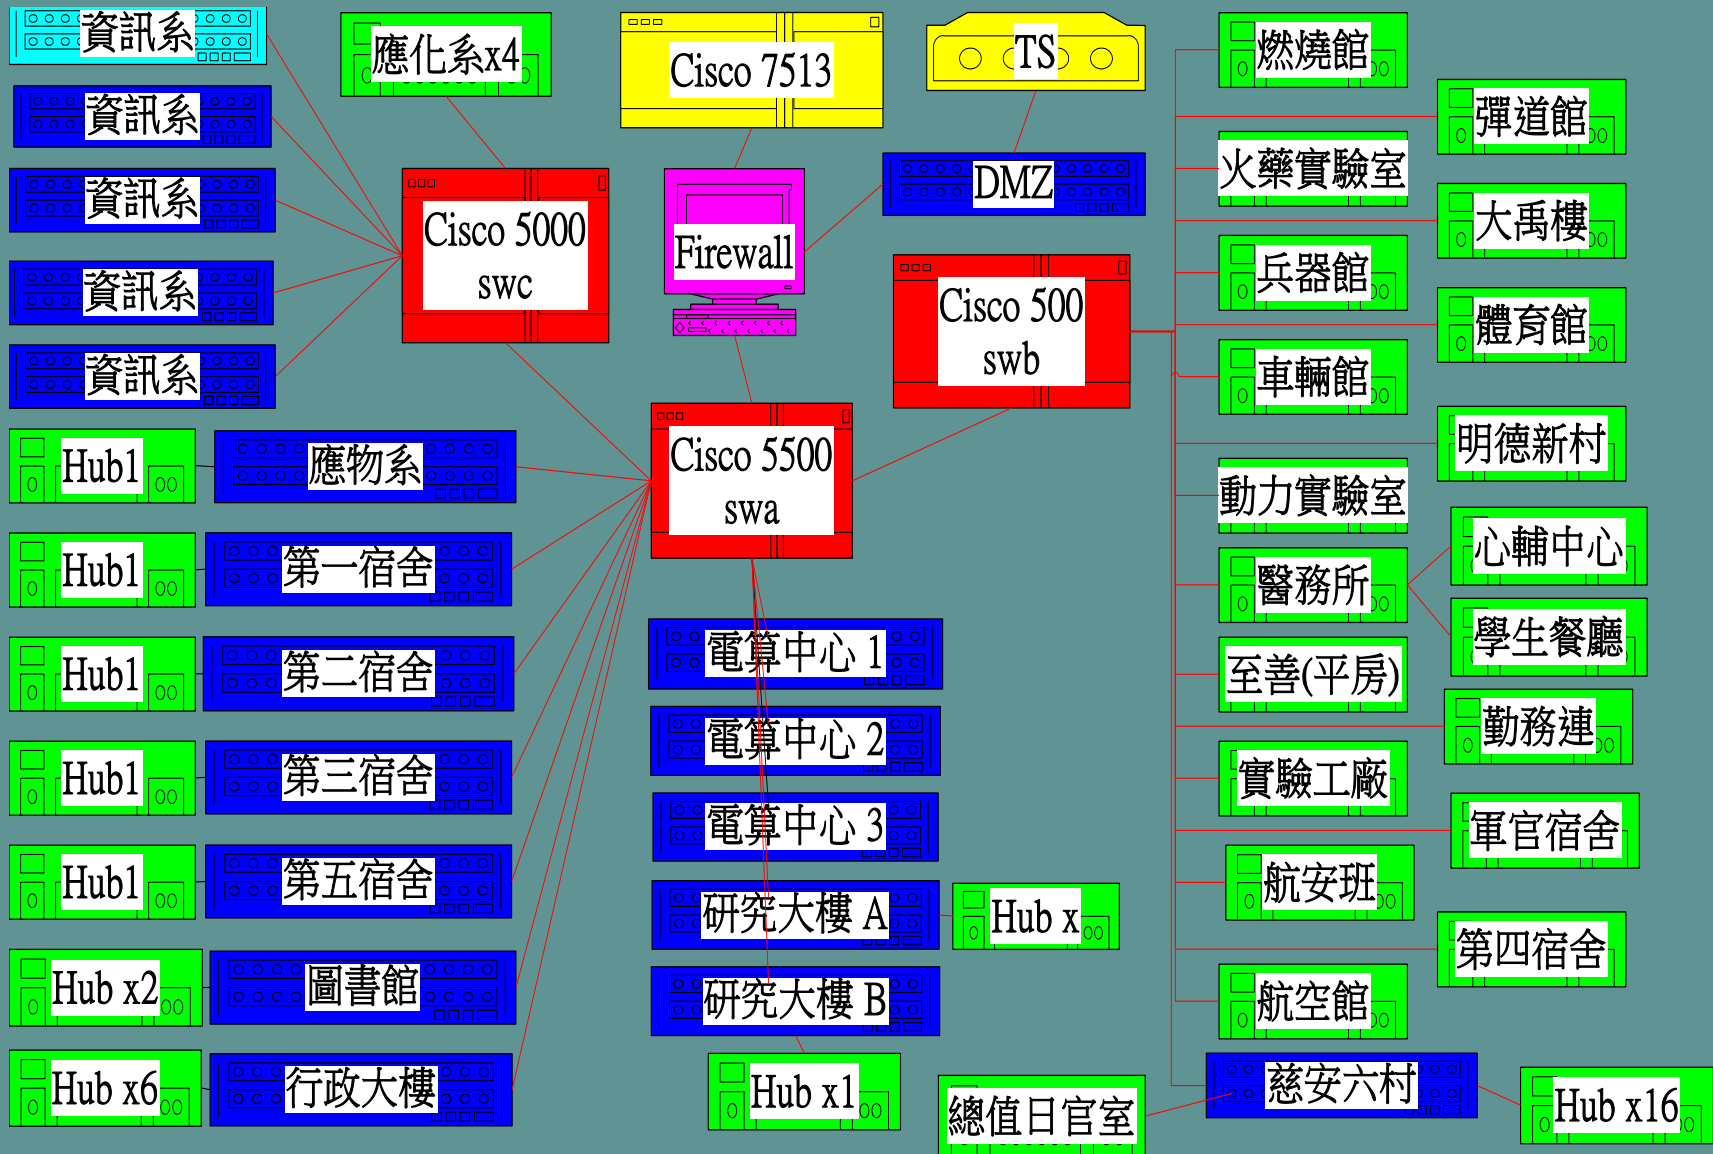 資訊系
應化系x4
Cisco 7513
TS
燃燒館
資訊系
彈道館
火藥實驗室
資訊系
DMZ
Cisco 5000
swc
Firewall
大禹樓
兵器館
資訊系
Cisco 500
swb
體育館
資訊系
車輛館
Hub1
應物系
Cisco 5500
swa
明德新村
動力實驗室
Hub1
第一宿舍
醫務所
心輔中心
學生餐廳
Hub1
第二宿舍
電算中心 1
至善(平房)
勤務連
電算中心 2
Hub1
第三宿舍
實驗工廠
電算中心 3
軍官宿舍
Hub1
第五宿舍
航安班
研究大樓 A
Hub x
第四宿舍
Hub x2
圖書館
研究大樓 B
航空館
Hub x6
行政大樓
Hub x1
總值日官室
慈安六村
Hub x16